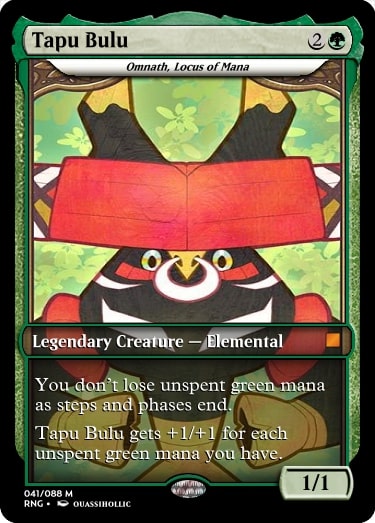 Tapu Bulu 2
Omnath, Locus of Mana
Legendary Creature — Elemental
You don't lose unspent green mana
as steps and phases end.
Tapu Bulu gets +1/+1 for each
unspent green mana you have.
1/1
041/088 M
RNG • OUASSIHOLLIC